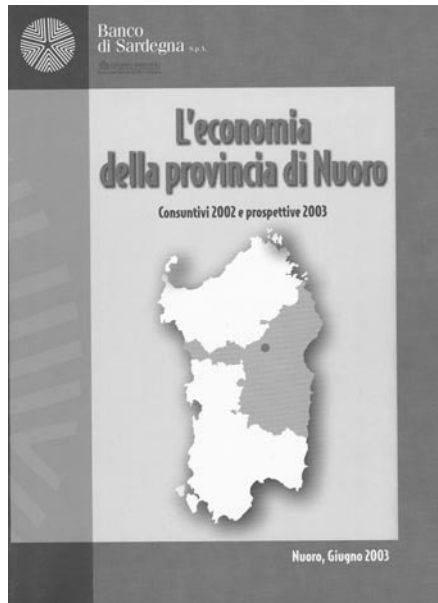 Banco
di Sardegna S.p.A.
L'economia
della provincia di Nuoro
Consuntivi 2002 e prospettive 2003
Nuoro, Giugno 2003